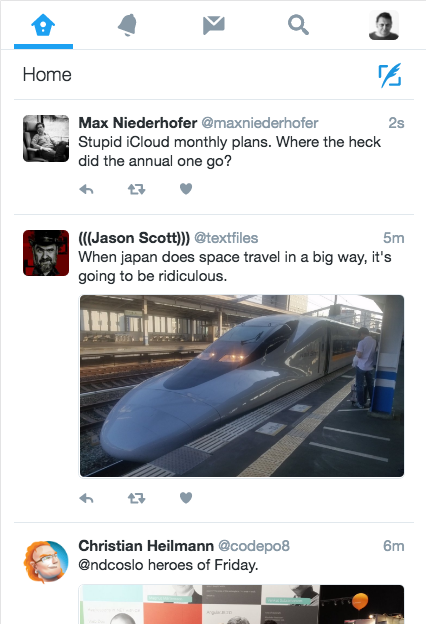 Home
Max Niederhofer @maxniederhofer 2s
Stupid iCloud monthly plans. Where the heck
did the annual one go?
(((Jason Scott))) @textfiles 5m
When japan does space travel in a big way, it's
going to be ridiculous.
Christian Heilmann @codepo8 6m
@ndcoslo heroes of Friday.